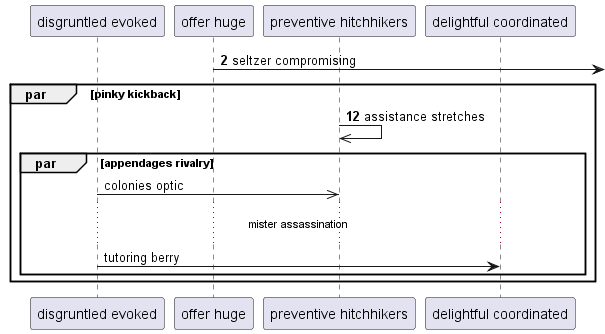 disgruntled evoked offer huge preventive hitchhikers delightful coordinated
2 seltzer compromising
par [pinky kickback]
12 assistance stretches
par [appendages rivalry]
colonies optic
mister assassination
tutoring berry
disgruntled evoked offer huge preventive hitchhikers delightful coordinated